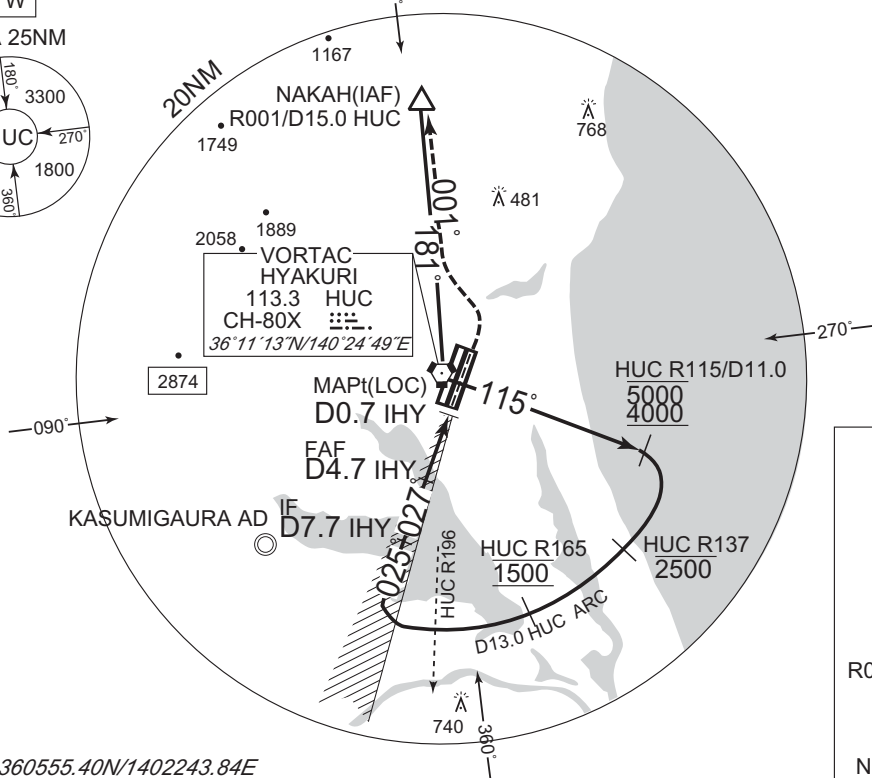 W
A 25NM
180°
3300
UC
270°
1800
360°
20NM
1167
1749
NAKAH(IAF)
R001/D15.0 HUC
768
481
001°
181°
1889
2058
VORTAC
HYAKURI
113.3 HUC
CH-80X
36°11′13″N/140°24′49″E
2874
270°
090°
MAPt(LOC)
D0.7 IHY
115°
HUC R115/D11.0
5000
4000
FAF
D4.7 IHY
IF
D7.7 IHY
KASUMIGAURA AD
025°
027°
HUC R196
HUC R165
1500
HUC R137
2500
D13.0 HUC ARC
740
360°
R0
N
360555.40N/1402243.84E